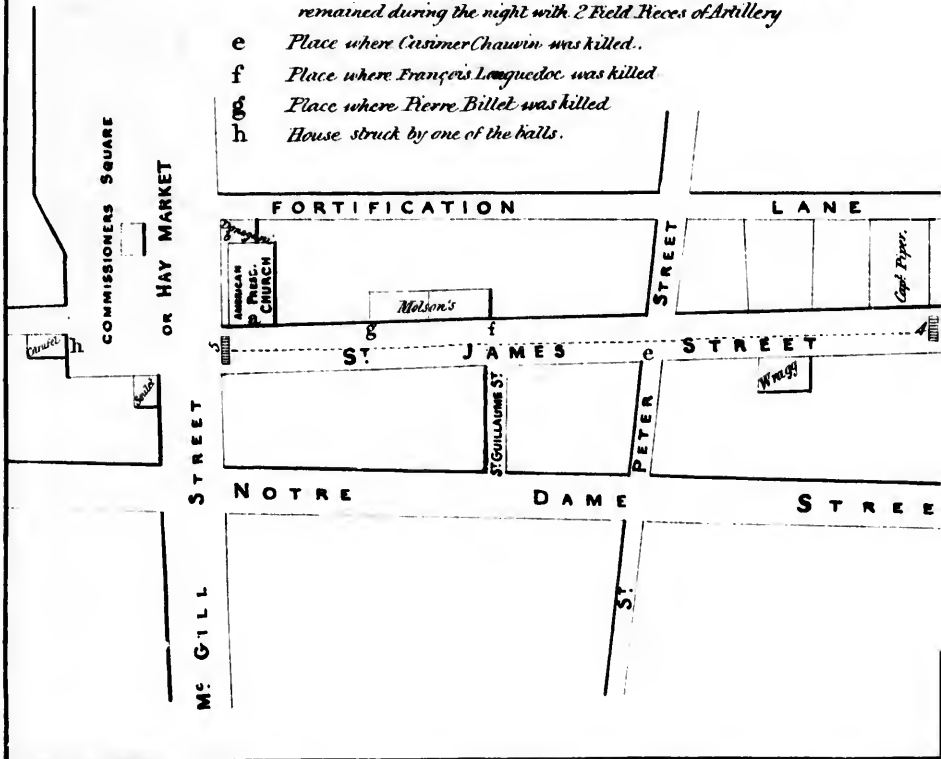 remained during the night with 2 Field Pieces of Artillery
e Place where Casimer Chauvin was killed.
f Place where François Languedoc was killed
g Place where Pierre Billet was killed
h House struck by one of the balls.
COMMISSIONERS SQUARE
OR HAY MARKET
FORTIFICATION LANE
AMERICAN
PRESC.
CHURCH
Molson's
STREET
Capt. Piper.
h
g
f
5
4
ST. JAMES STREET
e
Wragg
ST GUILLAUME ST
PETER
STREET
NOTRE DAME STREE
ST.
Mc GILL